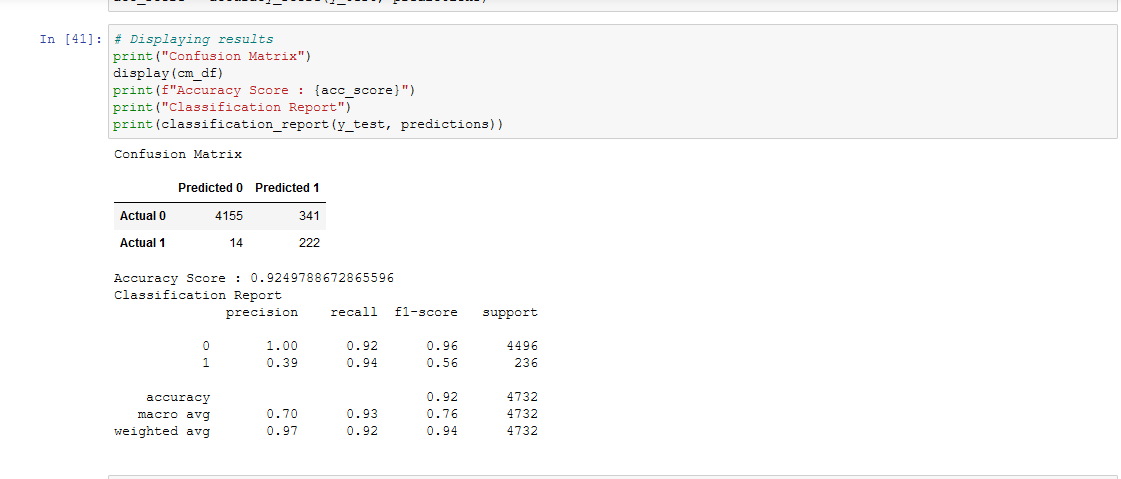 In [41]: # Displaying results
print("Confusion Matrix")
display(cm_df)
print(f"Accuracy Score : {acc_score}")
print("Classification Report")
print(classification_report(y_test, predictions))
Confusion Matrix
Predicted 0 Predicted 1
Actual 0 4155 341
Actual 1 14 222
Accuracy Score : 0.9249788672865596
Classification Report
precision recall f1-score support
0 1.00 0.92 0.96 4496
1 0.39 0.94 0.56 236
accuracy 0.92 4732
macro avg 0.70 0.93 0.76 4732
weighted avg 0.97 0.92 0.94 4732